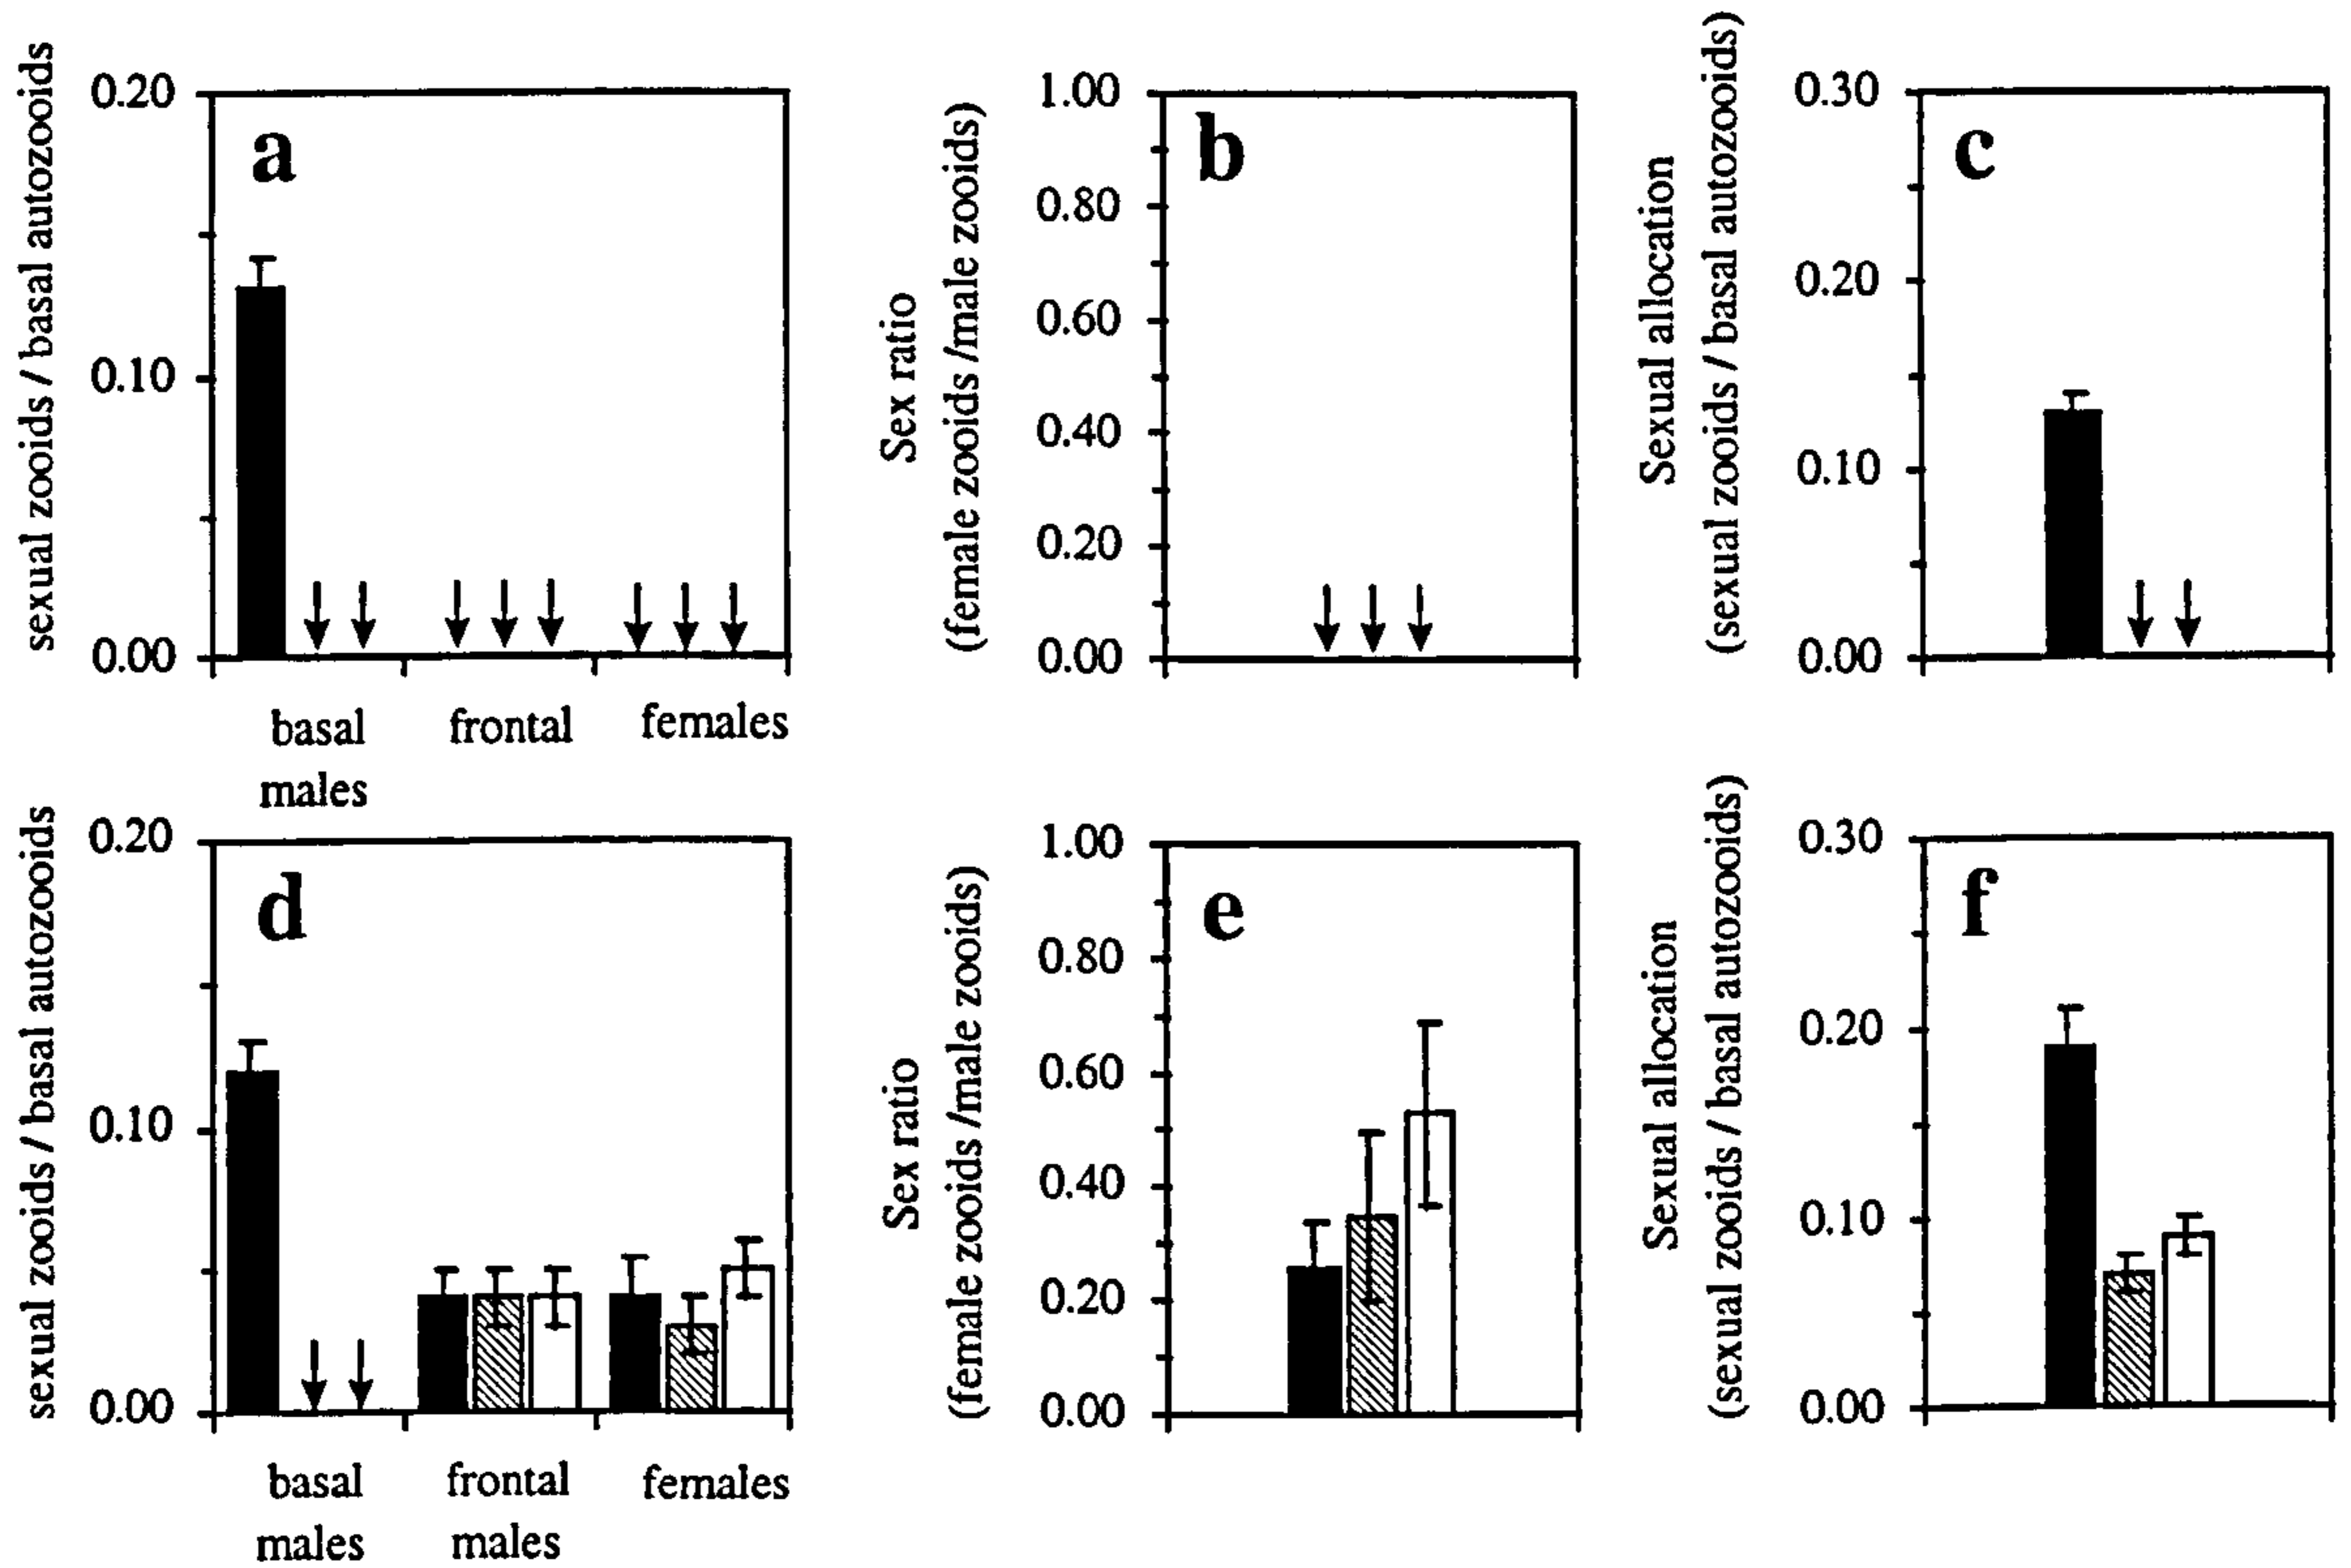 sexual zooids / basal autozooids
0.20
0.10
0.00
a
basal
males
frontal
females
Sex ratio
(female zooids /male zooids)
1.00
0.80
0.60
0.40
0.20
0.00
b
Sexual allocation
(sexual zooids / basal autozooids)
0.30
0.20
0.10
0.00
c
sexual zooids / basal autozooids
0.20
0.10
0.00
d
basal
males
frontal
males
females
Sex ratio
(female zooids /male zooids)
1.00
0.80
0.60
0.40
0.20
0.00
e
Sexual allocation
(sexual zooids / basal autozooids)
0.30
0.20
0.10
0.00
f